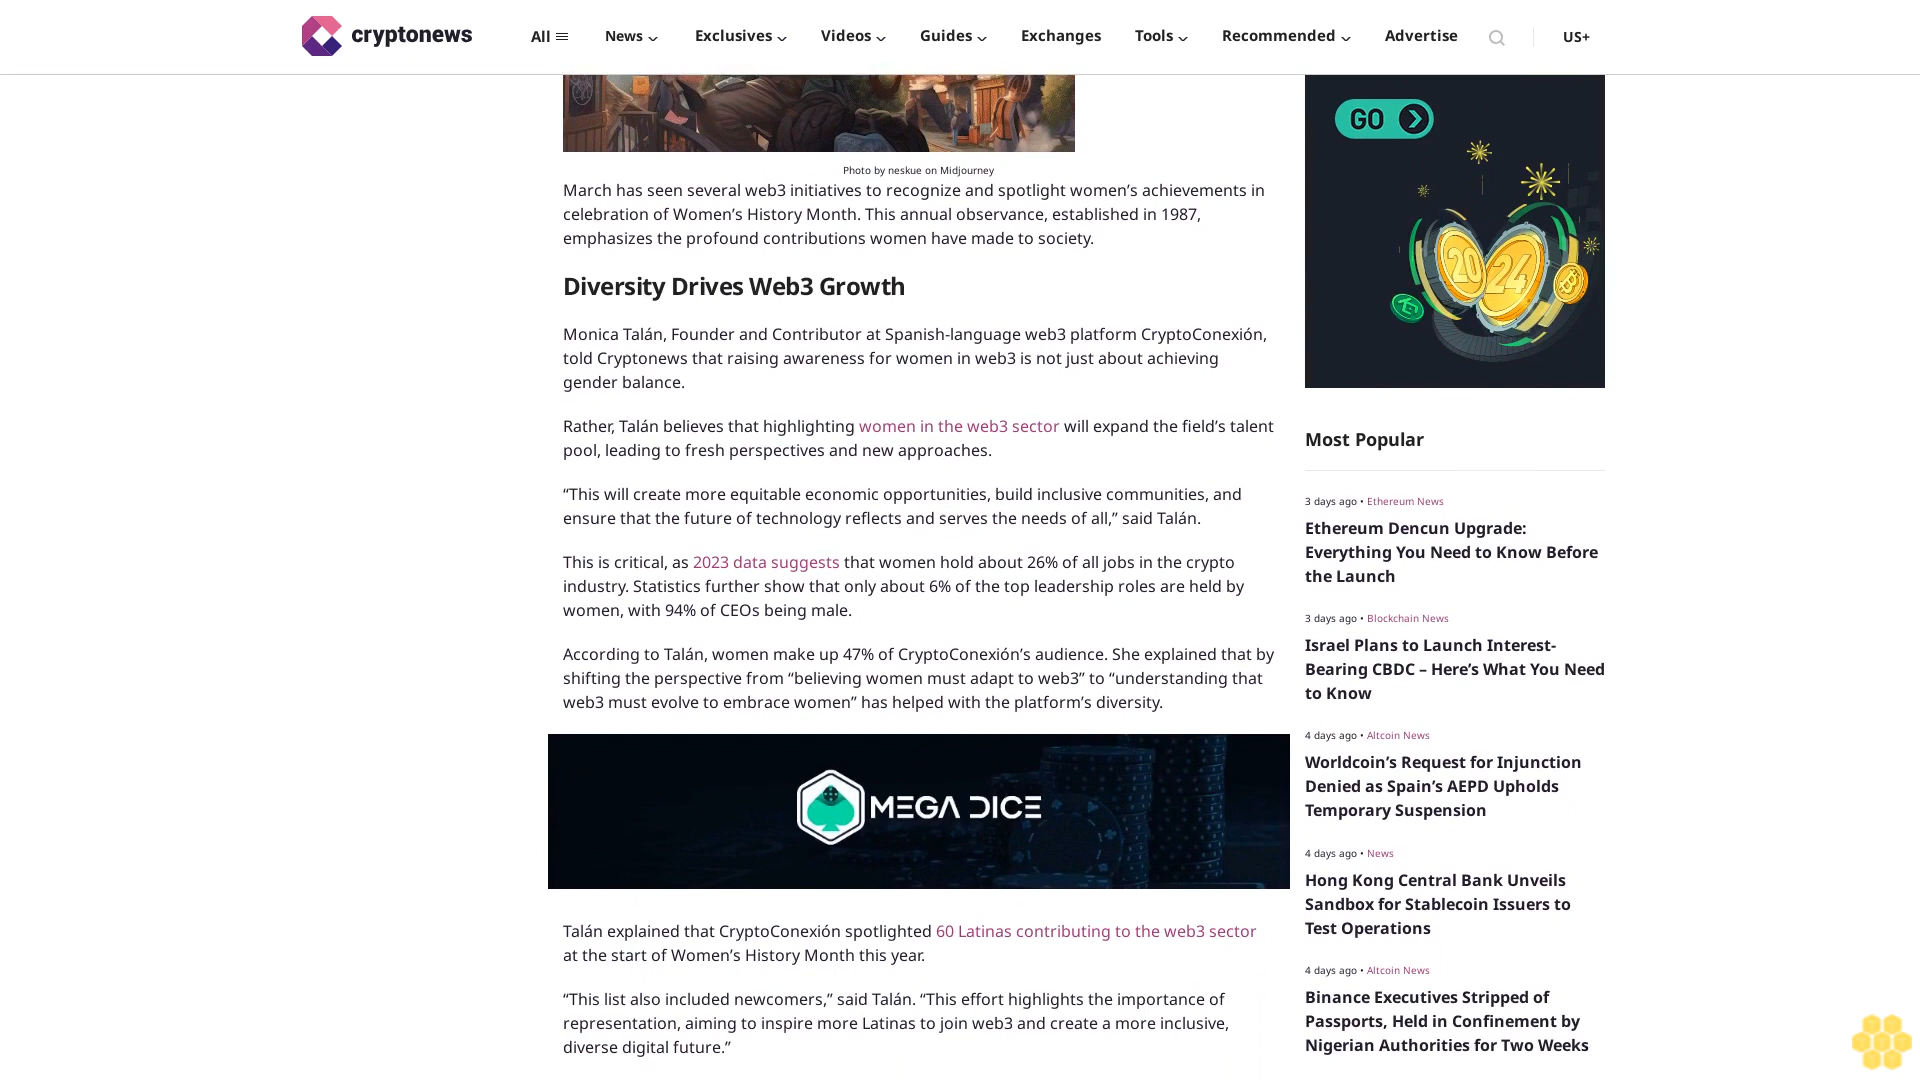 cryptonews
All
News
Exclusives
Videos
Guides
Exchanges
Tools
Recommended
Advertise
US+
Photo by neskue on Midjourney
March has seen several web3 initiatives to recognize and spotlight women’s achievements in
celebration of Women’s History Month. This annual observance, established in 1987,
emphasizes the profound contributions women have made to society.
Diversity Drives Web3 Growth
Monica Talán, Founder and Contributor at Spanish-language web3 platform CryptoConexión,
told Cryptonews that raising awareness for women in web3 is not just about achieving
gender balance.
Rather, Talán believes that highlighting women in the web3 sector will expand the field’s talent
pool, leading to fresh perspectives and new approaches.
“This will create more equitable economic opportunities, build inclusive communities, and
ensure that the future of technology reflects and serves the needs of all,” said Talán.
This is critical, as 2023 data suggests that women hold about 26% of all jobs in the crypto
industry. Statistics further show that only about 6% of the top leadership roles are held by
women, with 94% of CEOs being male.
According to Talán, women make up 47% of CryptoConexión’s audience. She explained that by
shifting the perspective from “believing women must adapt to web3” to “understanding that
web3 must evolve to embrace women” has helped with the platform’s diversity.
MEGA DICE
Talán explained that CryptoConexión spotlighted 60 Latinas contributing to the web3 sector
at the start of Women’s History Month this year.
“This list also included newcomers,” said Talán. “This effort highlights the importance of
representation, aiming to inspire more Latinas to join web3 and create a more inclusive,
diverse digital future.”
GO
20 24
Most Popular
3 days ago • Ethereum News
Ethereum Dencun Upgrade:
Everything You Need to Know Before
the Launch
3 days ago • Blockchain News
Israel Plans to Launch Interest-
Bearing CBDC – Here’s What You Need
to Know
4 days ago • Altcoin News
Worldcoin’s Request for Injunction
Denied as Spain’s AEPD Upholds
Temporary Suspension
4 days ago • News
Hong Kong Central Bank Unveils
Sandbox for Stablecoin Issuers to
Test Operations
4 days ago • Altcoin News
Binance Executives Stripped of
Passports, Held in Confinement by
Nigerian Authorities for Two Weeks